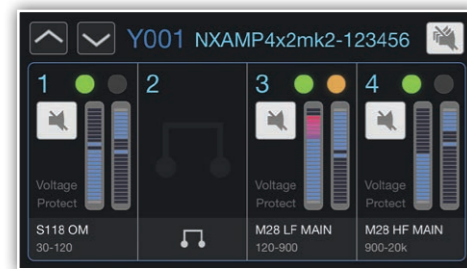 Y001 NXAMP4x2mk2-123456
1 2 3 4
Voltage Voltage Voltage
Protect Protect Protect
S118 OM M28 LF MAIN M28 HF MAIN
30-120 120-900 900-20k